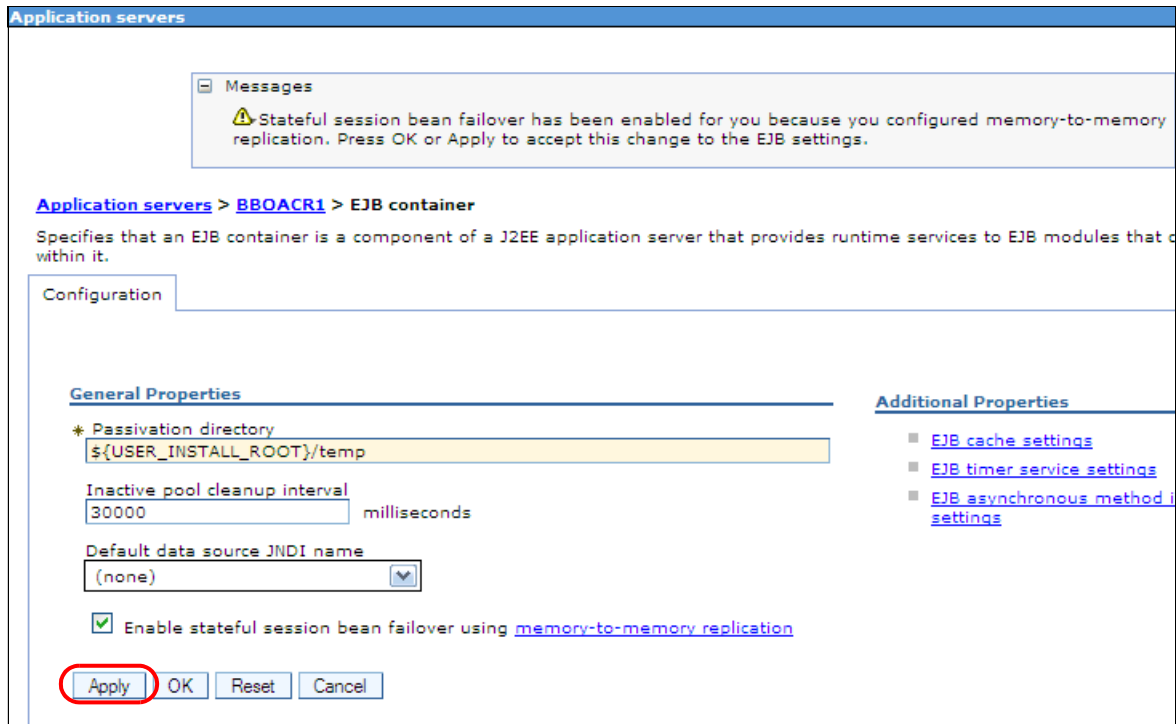 Application servers
Messages
Stateful session bean failover has been enabled for you because you configured memory-to-memory
replication. Press OK or Apply to accept this change to the EJB settings.
Application servers > BBOACR1 > EJB container
Specifies that an EJB container is a component of a J2EE application server that provides runtime services to EJB modules that
within it.
Configuration
General Properties
* Passivation directory
${USER_INSTALL_ROOT}/temp
Inactive pool cleanup interval
30000 milliseconds
Default data source JNDI name
(none)
Enable stateful session bean failover using memory-to-memory replication
Apply OK Reset Cancel
Additional Properties
EJB cache settings
EJB timer service settings
EJB asynchronous method
settings